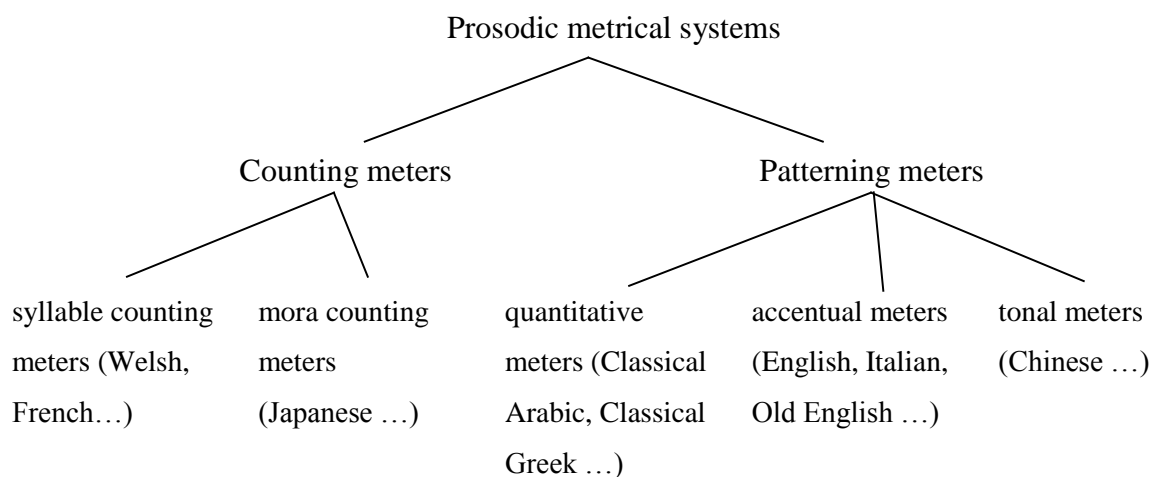 Prosodic metrical systems
Counting meters
Patterning meters
syllable counting
meters (Welsh,
French…)
mora counting
meters
(Japanese …)
quantitative
meters (Classical
Arabic, Classical
Greek …)
accentual meters
(English, Italian,
Old English …)
tonal meters
(Chinese …)